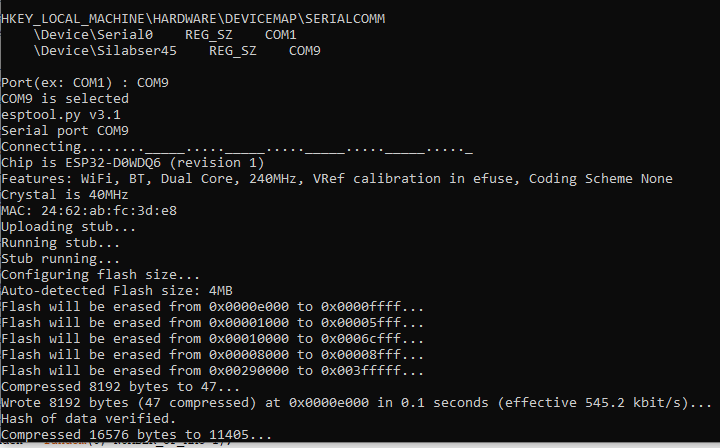 HKEY_LOCAL_MACHINE\HARDWARE\DEVICEMAP\SERIALCOMM
    \Device\Serial0    REG_SZ    COM1
    \Device\Silabser45    REG_SZ    COM9

Port(ex: COM1) : COM9
COM9 is selected
esptool.py v3.1
Serial port COM9
Connecting........_____....._____....._____....._____....._
Chip is ESP32-D0WDQ6 (revision 1)
Features: WiFi, BT, Dual Core, 240MHz, VRef calibration in efuse, Coding Scheme None
Crystal is 40MHz
MAC: 24:62:ab:fc:3d:e8
Uploading stub...
Running stub...
Stub running...
Configuring flash size...
Auto-detected Flash size: 4MB
Flash will be erased from 0x0000e000 to 0x0000ffff...
Flash will be erased from 0x00001000 to 0x00005fff...
Flash will be erased from 0x00010000 to 0x0006cfff...
Flash will be erased from 0x00008000 to 0x00008fff...
Flash will be erased from 0x00290000 to 0x003fffff...
Compressed 8192 bytes to 47...
Wrote 8192 bytes (47 compressed) at 0x0000e000 in 0.1 seconds (effective 545.2 kbit/s)...
Hash of data verified.
Compressed 16576 bytes to 11405...